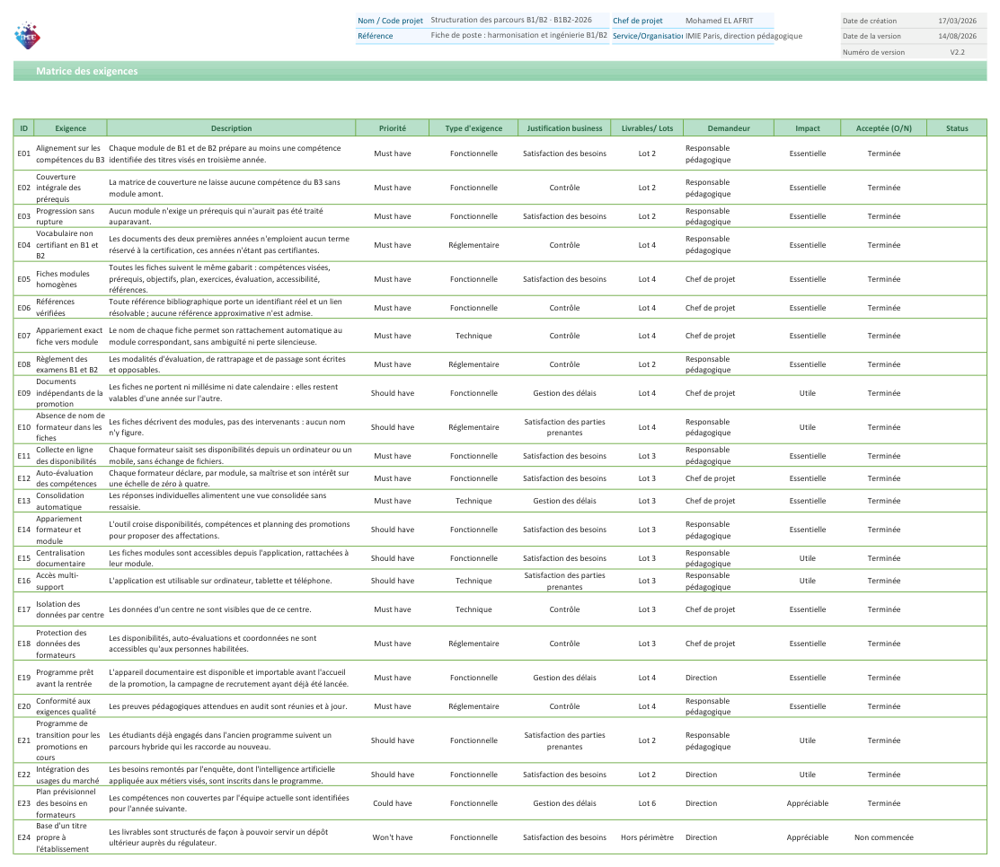 IMIE
Nom / Code projet Structuration des parcours B1/B2 - B1B2-2026 Chef de projet Mohamed EL AFRIT Date de création 17/03/2026
Référence Fiche de poste : harmonisation et ingénierie B1/B2 Service/Organisation IMIE Paris, direction pédagogique Date de la version 14/08/2026
Numéro de version V2.2
Matrice des exigences
ID Exigence Description Priorité Type d'exigence Justification business Livrables/ Lots Demandeur Impact Acceptée (O/N) Status
E01 Alignement sur les compétences du B3 Chaque module de B1 et de B2 prépare au moins une compétence identifiée des titres visés en troisième année. Must have Fonctionnelle Satisfaction des besoins Lot 2 Responsable pédagogique Essentielle Terminée
E02 Couverture intégrale des prérequis La matrice de couverture ne laisse aucune compétence du B3 sans module amont. Must have Fonctionnelle Contrôle Lot 2 Responsable pédagogique Essentielle Terminée
E03 Progression sans rupture Aucun module n'exige un prérequis qui n'aurait pas été traité auparavant. Must have Fonctionnelle Satisfaction des besoins Lot 2 Responsable pédagogique Essentielle Terminée
E04 Vocabulaire non certifiant en B1 et B2 Les documents des deux premières années n'emploient aucun terme réservé à la certification, ces années n'étant pas certifiantes. Must have Réglementaire Contrôle Lot 4 Responsable pédagogique Essentielle Terminée
E05 Fiches modules homogènes Toutes les fiches suivent le même gabarit : compétences visées, prérequis, objectifs, plan, exercices, évaluation, accessibilité, références. Must have Fonctionnelle Satisfaction des besoins Lot 4 Chef de projet Essentielle Terminée
E06 Références vérifiées Toute référence bibliographique porte un identifiant réel et un lien résolvable ; aucune référence approximative n'est admise. Must have Fonctionnelle Contrôle Lot 4 Chef de projet Essentielle Terminée
E07 Appariement exact fiche vers module Le nom de chaque fiche permet son rattachement automatique au module correspondant, sans ambiguïté ni perte silencieuse. Must have Technique Contrôle Lot 4 Chef de projet Essentielle Terminée
E08 Règlement des examens B1 et B2 Les modalités d'évaluation, de rattrapage et de passage sont écrites et opposables. Must have Réglementaire Contrôle Lot 2 Responsable pédagogique Essentielle Terminée
E09 Documents indépendants de la promotion Les fiches ne portent ni millésime ni date calendaire : elles restent valables d'une année sur l'autre. Should have Fonctionnelle Gestion des délais Lot 4 Chef de projet Utile Terminée
E10 Absence de nom de formateur dans les fiches Les fiches décrivent des modules, pas des intervenants : aucun nom n'y figure. Should have Réglementaire Satisfaction des parties prenantes Lot 4 Responsable pédagogique Utile Terminée
E11 Collecte en ligne des disponibilités Chaque formateur saisit ses disponibilités depuis un ordinateur ou un mobile, sans échange de fichiers. Must have Fonctionnelle Satisfaction des besoins Lot 3 Responsable pédagogique Essentielle Terminée
E12 Auto-évaluation des compétences Chaque formateur déclare, par module, sa maîtrise et son intérêt sur une échelle de zéro à quatre. Must have Fonctionnelle Satisfaction des besoins Lot 3 Chef de projet Essentielle Terminée
E13 Consolidation automatique Les réponses individuelles alimentent une vue consolidée sans ressaisie. Must have Technique Gestion des délais Lot 3 Chef de projet Essentielle Terminée
E14 Appariement formateur et module L'outil croise disponibilités, compétences et planning des promotions pour proposer des affectations. Should have Fonctionnelle Satisfaction des besoins Lot 3 Responsable pédagogique Essentielle Terminée
E15 Centralisation documentaire Les fiches modules sont accessibles depuis l'application, rattachées à leur module. Should have Fonctionnelle Satisfaction des besoins Lot 3 Responsable pédagogique Utile Terminée
E16 Accès multi-support L'application est utilisable sur ordinateur, tablette et téléphone. Should have Technique Satisfaction des parties prenantes Lot 3 Responsable pédagogique Utile Terminée
E17 Isolation des données par centre Les données d'un centre ne sont visibles que de ce centre. Must have Technique Contrôle Lot 3 Chef de projet Essentielle Terminée
E18 Protection des données des formateurs Les disponibilités, auto-évaluations et coordonnées ne sont accessibles qu'aux personnes habilitées. Must have Réglementaire Contrôle Lot 3 Chef de projet Essentielle Terminée
E19 Programme prêt avant la rentrée L'appareil documentaire est disponible et importable avant l'accueil de la promotion, la campagne de recrutement ayant déjà été lancée. Must have Fonctionnelle Gestion des délais Lot 4 Direction Essentielle Terminée
E20 Conformité aux exigences qualité Les preuves pédagogiques attendues en audit sont réunies et à jour. Must have Réglementaire Contrôle Lot 4 Responsable pédagogique Essentielle Terminée
E21 Programme de transition pour les promotions en cours Les étudiants déjà engagés dans l'ancien programme suivent un parcours hybride qui les raccorde au nouveau. Should have Fonctionnelle Satisfaction des parties prenantes Lot 2 Responsable pédagogique Utile Terminée
E22 Intégration des usages du marché Les besoins remontés par l'enquête, dont l'intelligence artificielle appliquée aux métiers visés, sont inscrits dans le programme. Should have Fonctionnelle Satisfaction des besoins Lot 2 Direction Utile Terminée
E23 Plan prévisionnel des besoins en formateurs Les compétences non couvertes par l'équipe actuelle sont identifiées pour l'année suivante. Could have Fonctionnelle Gestion des délais Lot 6 Direction Appréciable Terminée
E24 Base d'un titre propre à l'établissement Les livrables sont structurés de façon à pouvoir servir un dépôt ultérieur auprès du régulateur. Won't have Fonctionnelle Satisfaction des besoins Hors périmètre Direction Appréciable Non commencée